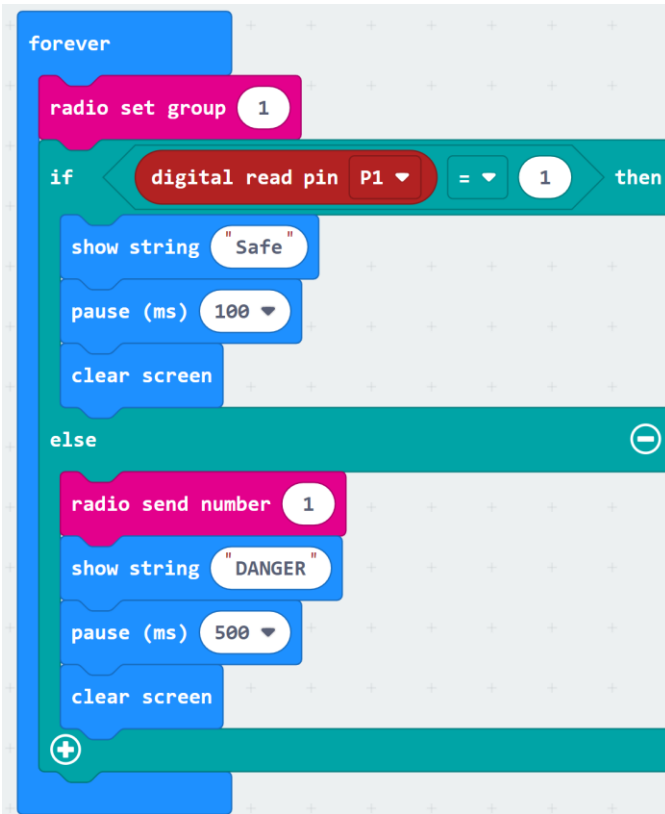 forever
radio set group 1
if digital read pin P1 = 1 then
show string "Safe"
pause (ms) 100
clear screen
else
radio send number 1
show string "DANGER"
pause (ms) 500
clear screen